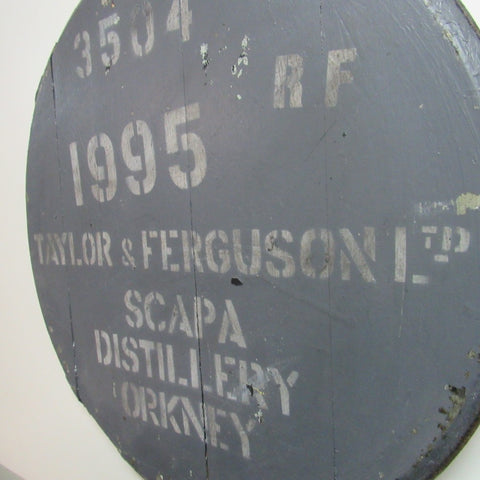 3504
RF
1995
TAYLOR & FERGUSON LTD
SCAPA
DISTILLERY
ORKNEY